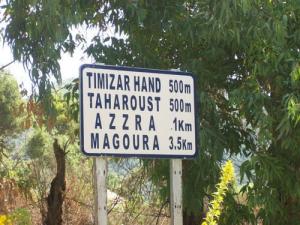 TIMIZAR HAND 500m
TAHAROUST 500m
AZZRA 1Km
MAGOURA 3.5Km